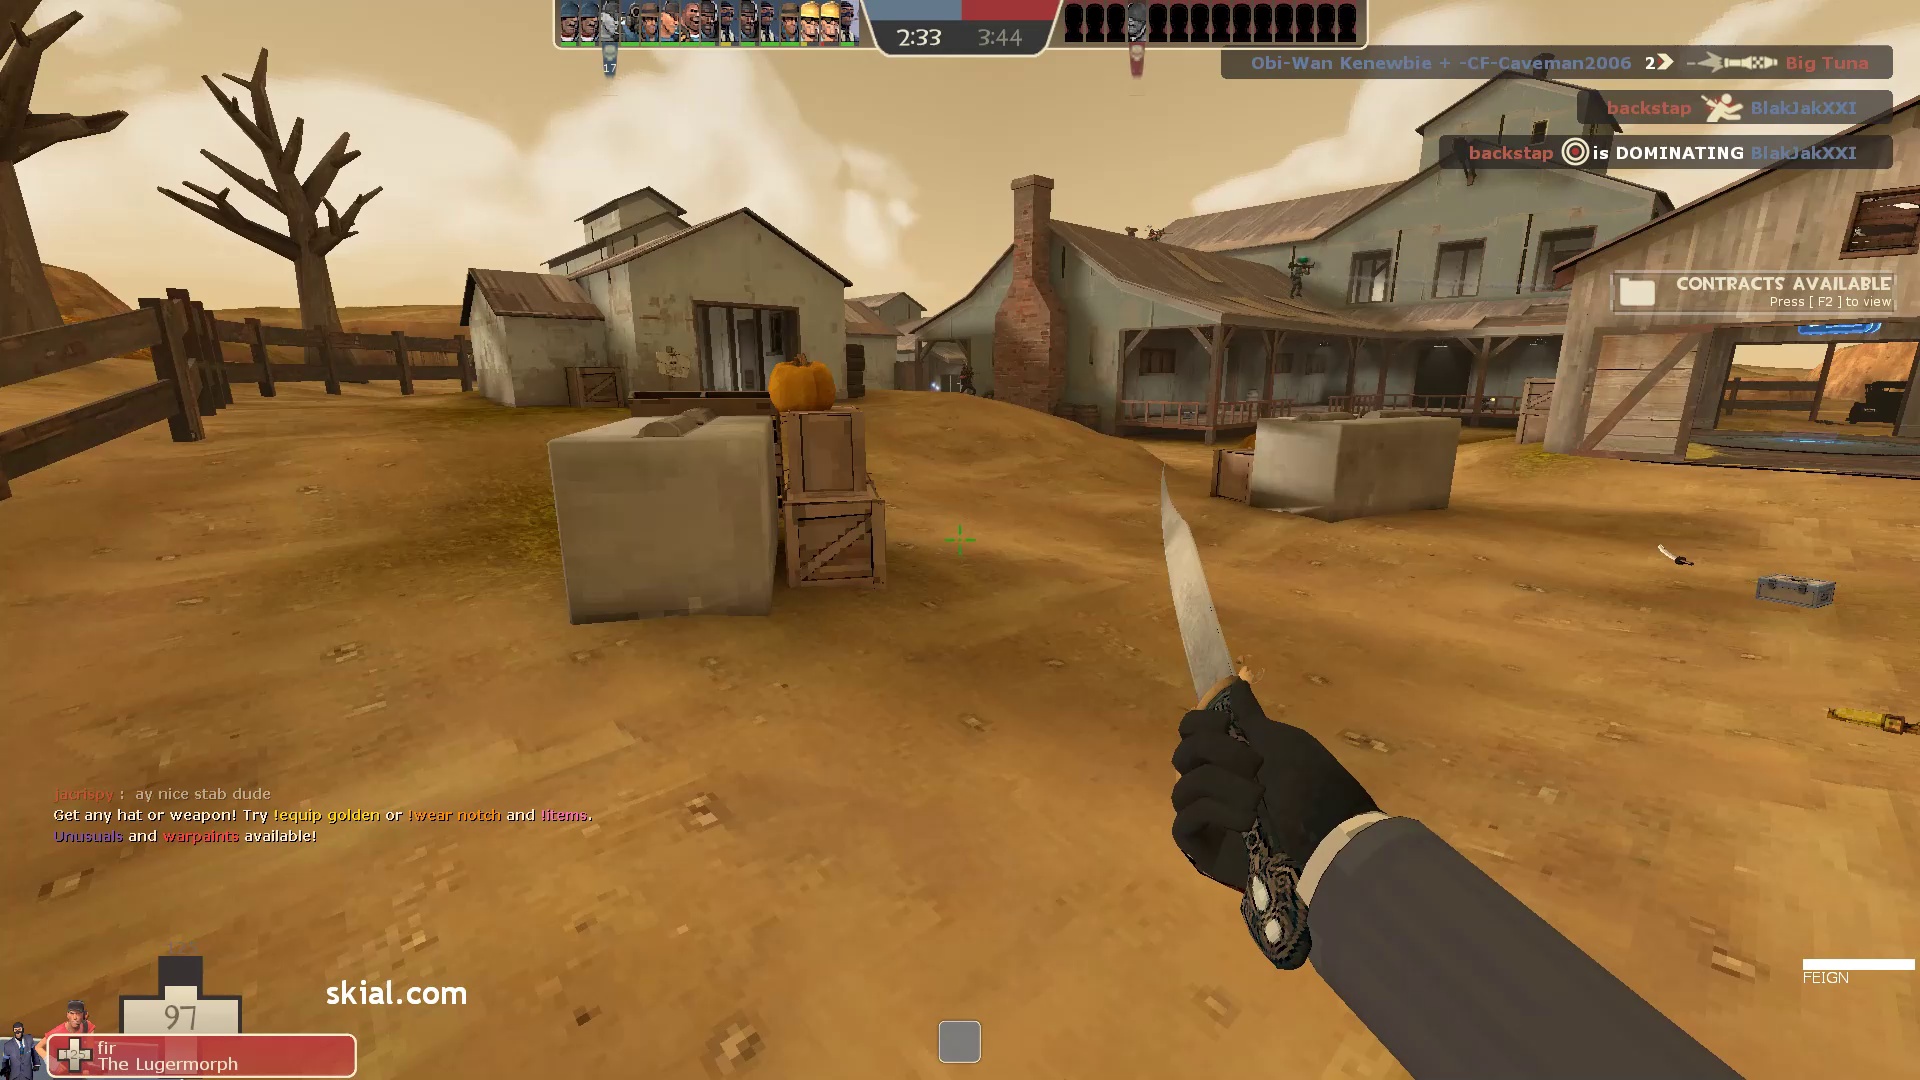 2:33
3:44
17
Obi-Wan Kenewbie + -CF-Caveman2006 2 Big Tuna
backstap BlakJakXXI
backstap is DOMINATING BlakJakXXI
CONTRACTS AVAILABLE
Press [ F2 ] to view
jacrispy : ay nice stab dude
Get any hat or weapon! Try !equip golden or !wear notch and !items.
Unusuals and warpaints available!
skial.com
FEIGN
97
125
fir
The Lugermorph